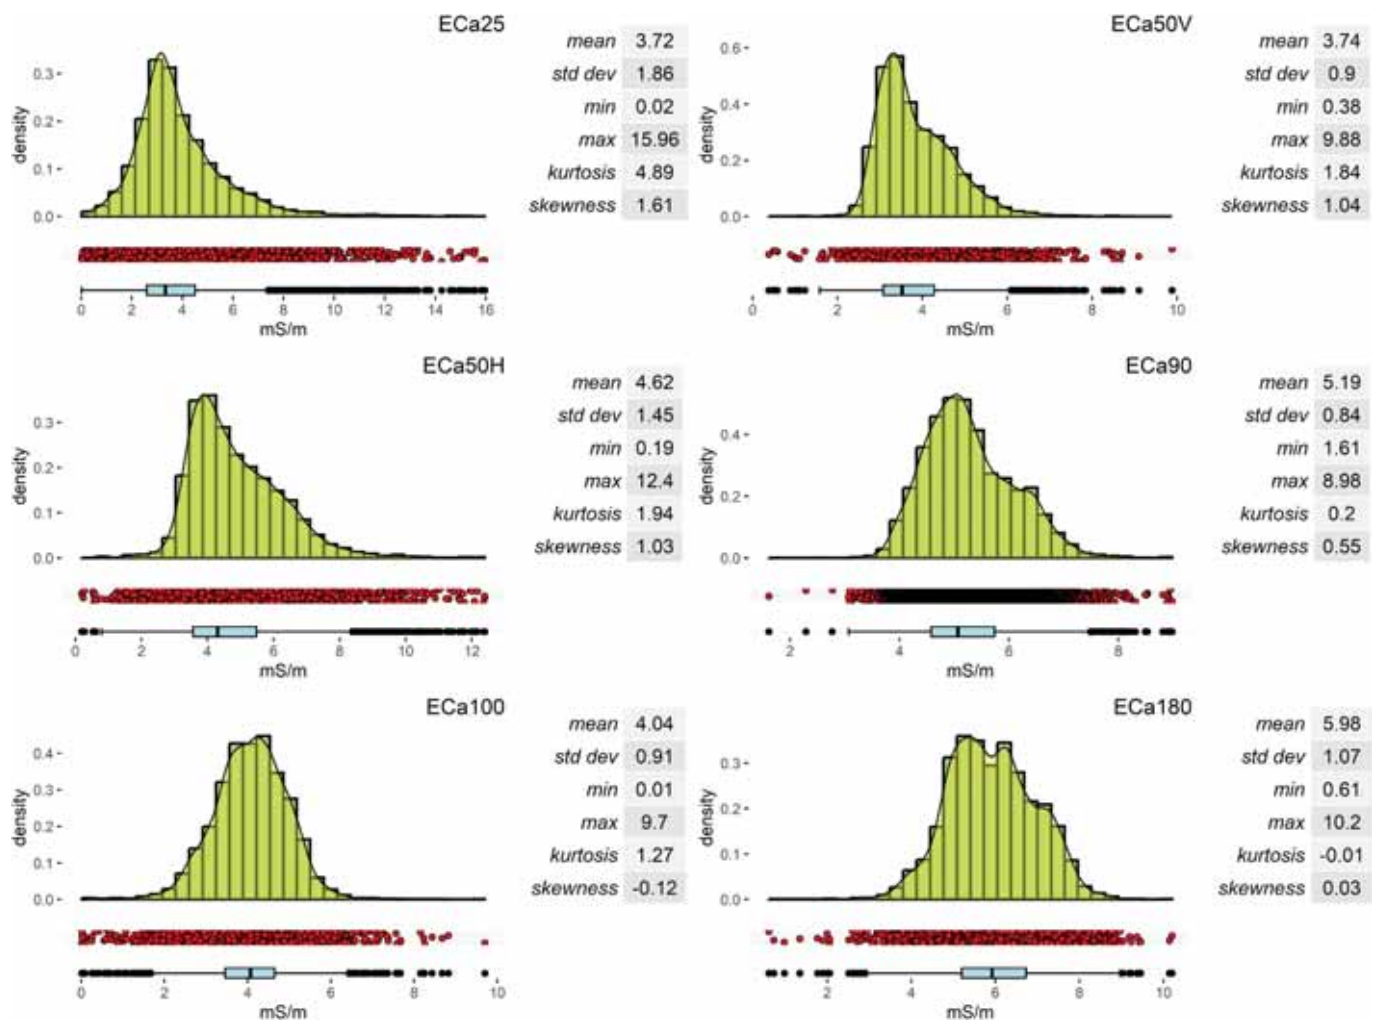 ECa25
mean 3.72
std dev 1.86
min 0.02
max 15.96
kurtosis 4.89
skewness 1.61
density
0.3
0.2
0.1
0.0
0 2 4 6 8 10 12 14 16
mS/m
ECa50V
mean 3.74
std dev 0.9
min 0.38
max 9.88
kurtosis 1.84
skewness 1.04
density
0.6
0.4
0.2
0.0
0 2 4 6 8 10
mS/m
ECa50H
mean 4.62
std dev 1.45
min 0.19
max 12.4
kurtosis 1.94
skewness 1.03
density
0.3
0.2
0.1
0.0
0 2 4 6 8 10 12
mS/m
ECa90
mean 5.19
std dev 0.84
min 1.61
max 8.98
kurtosis 0.2
skewness 0.55
density
0.4
0.2
0.0
2 4 6 8
mS/m
ECa100
mean 4.04
std dev 0.91
min 0.01
max 9.7
kurtosis 1.27
skewness -0.12
density
0.4
0.3
0.2
0.1
0.0
0 2 4 6 8 10
mS/m
ECa180
mean 5.98
std dev 1.07
min 0.61
max 10.2
kurtosis -0.01
skewness 0.03
density
0.3
0.2
0.1
0.0
2 4 6 8 10
mS/m